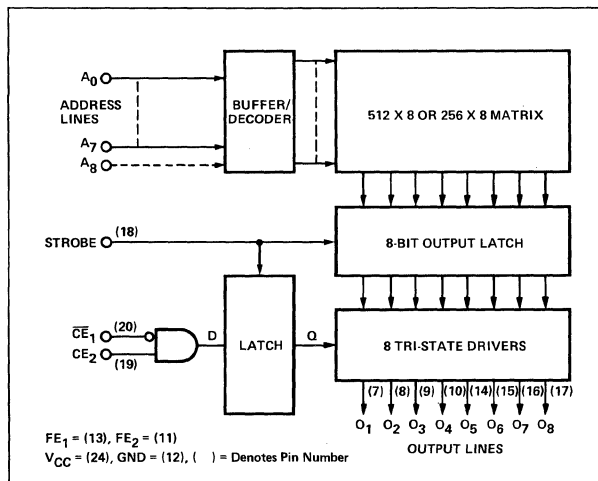 A0
ADDRESS
LINES
A7
A8
BUFFER/
DECODER
512 X 8 OR 256 X 8 MATRIX
STROBE (18)
8-BIT OUTPUT LATCH
CE1 (20)
CE2 (19)
D
LATCH
Q
8 TRI-STATE DRIVERS
(7) (8) (9) (10) (14) (15) (16) (17)
O1 O2 O3 O4 O5 O6 O7 O8
OUTPUT LINES
FE1 = (13), FE2 = (11)
VCC = (24), GND = (12), ( ) = Denotes Pin Number